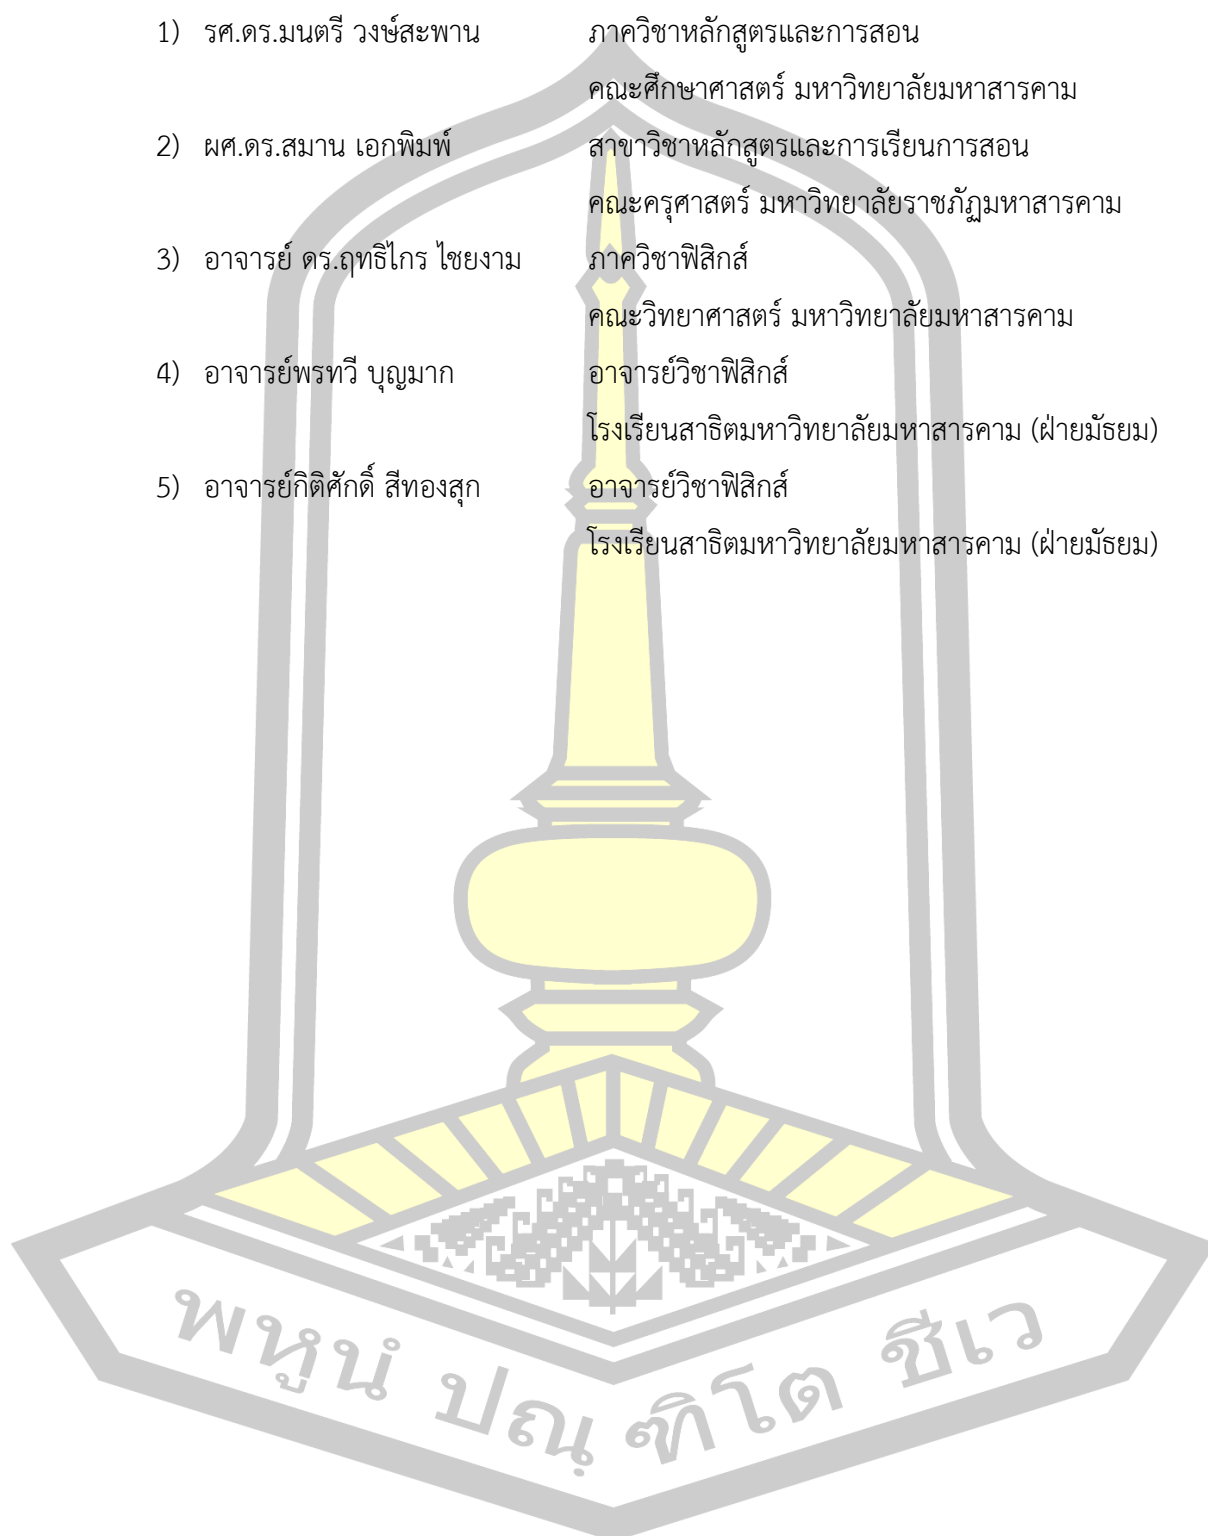 1) รศ.ดร.มนตรี วงษ์สะพาน ภาควิชาหลักสูตรและการสอน
คณะศึกษาศาสตร์ มหาวิทยาลัยมหาสารคาม
2) ผศ.ดร.สมาน เอกพิมพ์ สาขาวิชาหลักสูตรและการเรียนการสอน
คณะครุศาสตร์ มหาวิทยาลัยราชภัฏมหาสารคาม
3) อาจารย์ ดร.ฤทธิไกร ไชยงาม ภาควิชาฟิสิกส์
คณะวิทยาศาสตร์ มหาวิทยาลัยมหาสารคาม
4) อาจารย์พรทวี บุญมาก อาจารย์วิชาฟิสิกส์
โรงเรียนสาธิตมหาวิทยาลัยมหาสารคาม (ฝ่ายมัธยม)
5) อาจารย์กิติศักดิ์ สีทองสุก อาจารย์วิชาฟิสิกส์
โรงเรียนสาธิตมหาวิทยาลัยมหาสารคาม (ฝ่ายมัธยม)
พหูนํ ปณฺ ฑิโต ชีเว